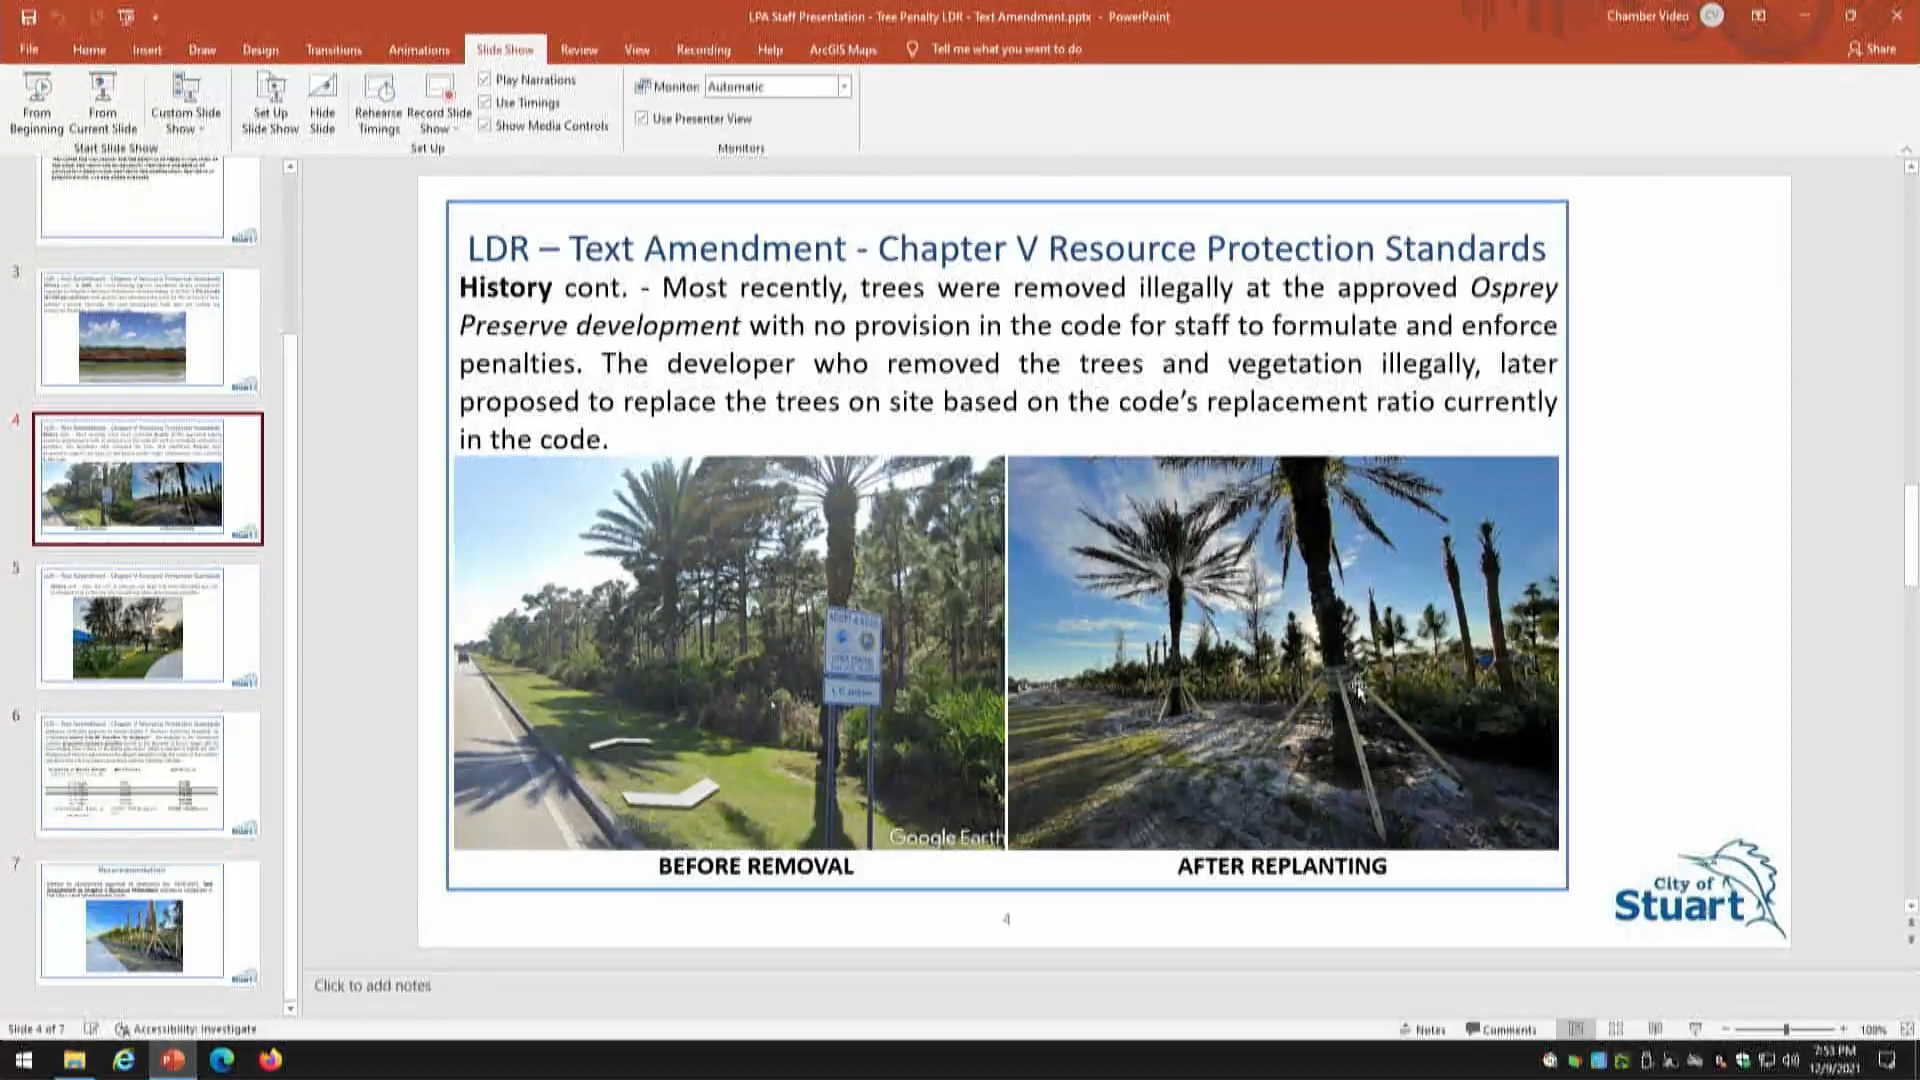 LPA Staff Presentation - Tree Penalty LDR - Text Amendment.pptx - PowerPoint
Chamber Video
CV
File Home Insert Draw Design Transitions Animations Slide Show Review View Recording Help ArcGIS Maps Tell me what you want to do
Share
From Beginning
From Current Slide
Custom Slide Show
Set Up Slide Show
Hide Slide
Rehearse Timings
Record Slide Show
Play Narrations
Use Timings
Show Media Controls
Monitor: Automatic
Use Presenter View
Start Slide Show
Set Up
Monitors
3
4
5
6
7
LDR – Text Amendment - Chapter V Resource Protection Standards
History cont. - Most recently, trees were removed illegally at the approved Osprey
Preserve development with no provision in the code for staff to formulate and enforce
penalties. The developer who removed the trees and vegetation illegally, later
proposed to replace the trees on site based on the code's replacement ratio currently
in the code.
Google Earth
BEFORE REMOVAL
AFTER REPLANTING
4
City of
Stuart
Click to add notes
Slide 4 of 7
Accessibility: Investigate
Notes
Comments
100%
7:53 PM
12/9/2021